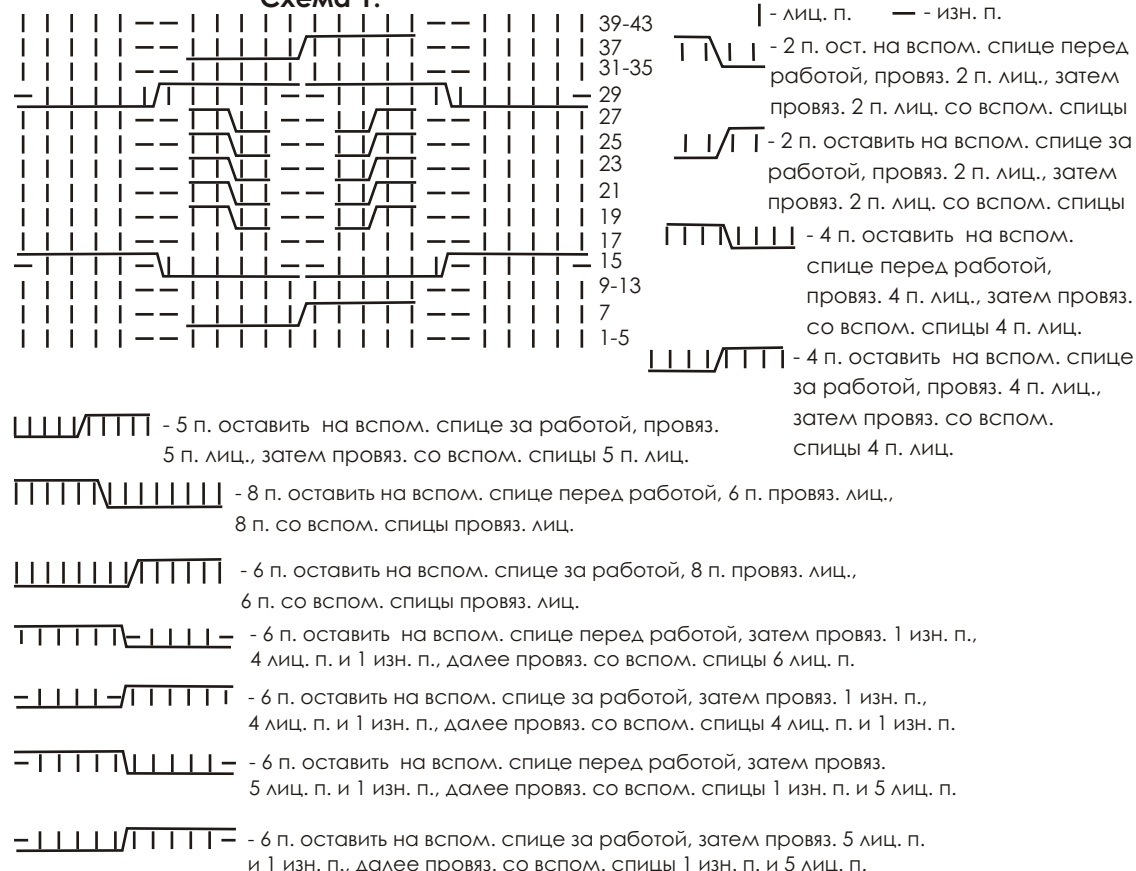 Схема 1.
39-43
37
31-35
29
27
25
23
21
19
17
15
9-13
7
1-5
- лиц. п. - изн. п.
- 2 п. ост. на вспом. спице перед
работой, провяз. 2 п. лиц., затем
провяз. 2 п. лиц. со вспом. спицы
- 2 п. оставить на вспом. спице за
работой, провяз. 2 п. лиц., затем
провяз. 2 п. лиц. со вспом. спицы
- 4 п. оставить на вспом.
спице перед работой,
провяз. 4 п. лиц., затем провяз.
со вспом. спицы 4 п. лиц.
- 4 п. оставить на вспом. спице
за работой, провяз. 4 п. лиц.,
затем провяз. со вспом.
спицы 4 п. лиц.
- 5 п. оставить на вспом. спице за работой, провяз.
5 п. лиц., затем провяз. со вспом. спицы 5 п. лиц.
- 8 п. оставить на вспом. спице перед работой, 6 п. провяз. лиц.,
8 п. со вспом. спицы провяз. лиц.
- 6 п. оставить на вспом. спице за работой, 8 п. провяз. лиц.,
6 п. со вспом. спицы провяз. лиц.
- 6 п. оставить на вспом. спице перед работой, затем провяз. 1 изн. п.,
4 лиц. п. и 1 изн. п., далее провяз. со вспом. спицы 6 лиц. п.
- 6 п. оставить на вспом. спице за работой, затем провяз. 1 изн. п.,
4 лиц. п. и 1 изн. п., далее провяз. со вспом. спицы 4 лиц. п. и 1 изн. п.
- 6 п. оставить на вспом. спице перед работой, затем провяз.
5 лиц. п. и 1 изн. п., далее провяз. со вспом. спицы 1 изн. п. и 5 лиц. п.
- 6 п. оставить на вспом. спице за работой, затем провяз. 5 лиц. п.
и 1 изн. п., далее провяз. со вспом. спицы 1 изн. п. и 5 лиц. п.